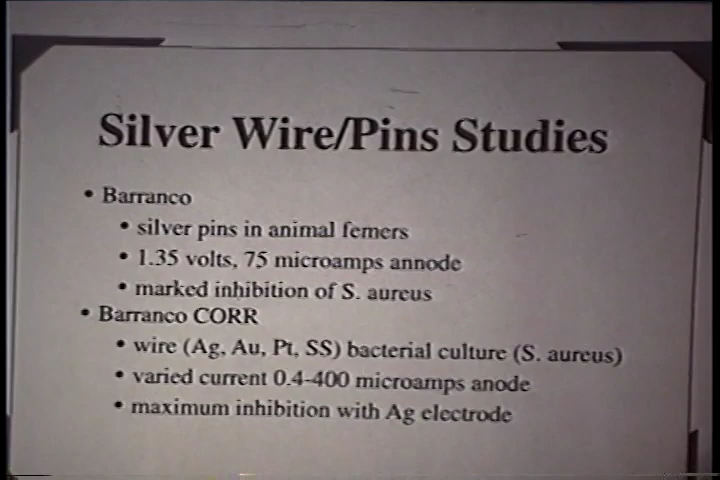 Silver Wire/Pins Studies
• Barranco
• silver pins in animal femers
• 1.35 volts, 75 microamps annode
• marked inhibition of S. aureus
• Barranco CORR
• wire (Ag, Au, Pt, SS) bacterial culture (S. aureus)
• varied current 0.4-400 microamps anode
• maximum inhibition with Ag electrode